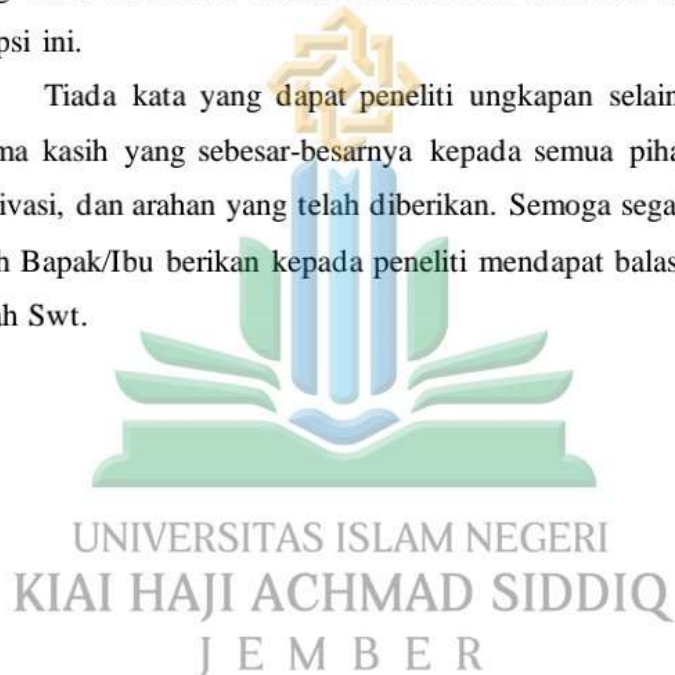 psi ini.
Tiada kata yang dapat peneliti ungkapan selain
ma kasih yang sebesar-besarnya kepada semua piha
ivasi, dan arahan yang telah diberikan. Semoga sega
h Bapak/Ibu berikan kepada peneliti mendapat balas
ah Swt.
UNIVERSITAS ISLAM NEGERI
KIAI HAJI ACHMAD SIDDIQ
JEMBER